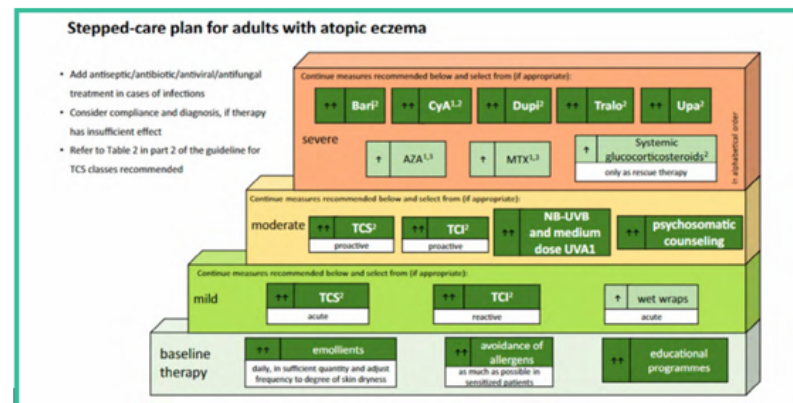 Stepped-care plan for adults with atopic eczema
• Add antiseptic/antibiotic/antiviral/antifungal
treatment in cases of infections
• Consider compliance and diagnosis, if therapy
has insufficient effect
• Refer to Table 2 in part 2 of the guideline for
TCS classes recommended
Continue measures recommended below and select from (if appropriate):
↑↑ Bari² ↑↑ CyA¹,² ↑↑ Dupi² ↑↑ Tralo² ↑↑ Upa²
severe
↑ AZA¹,³ ↑ MTX¹,³ ↑ Systemic
glucocorticosteroids²
only as rescue therapy
in alphabetical order
Continue measures recommended below and select from (if appropriate):
moderate
↑↑ TCS²
proactive
↑↑ TCI²
proactive
↑↑ NB-UVB
and medium
dose UVA1
↑↑ psychosomatic
counseling
Continue measures recommended below and select from (if appropriate):
mild
↑↑ TCS²
acute
↑↑ TCI²
reactive
↑ wet wraps
acute
baseline
therapy
↑↑ emollients
daily, in sufficient quantity and adjust
frequency to degree of skin dryness
↑↑ avoidance of
allergens
as much as possible in
sensitized patients
↑↑ educational
programmes